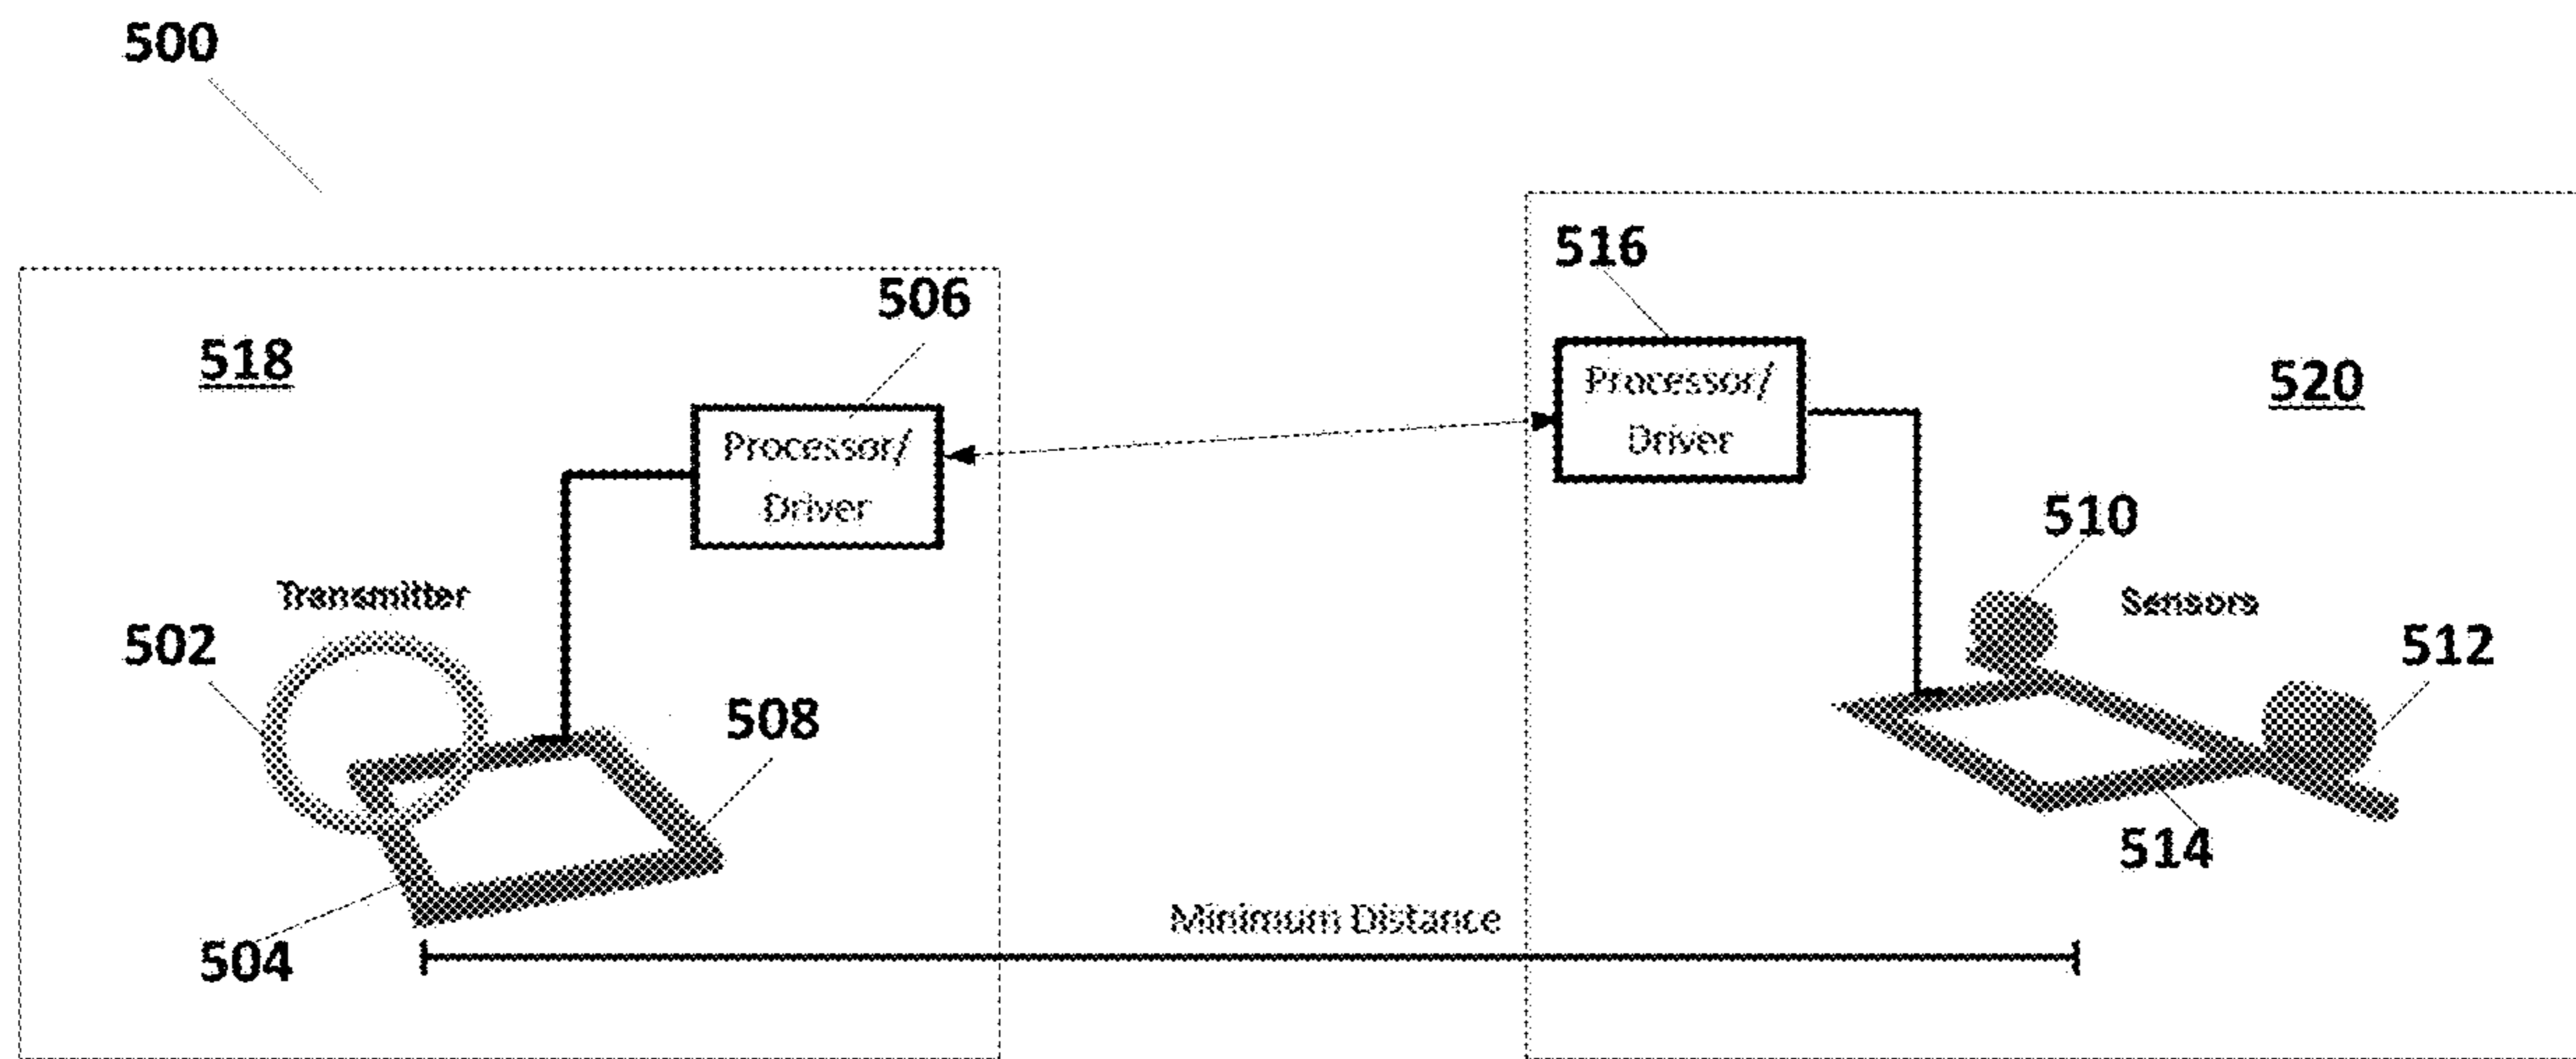 500
516
506
518
520
Processor/
Driver
Processor/
Driver
510
Transmitter
Sensors
502
512
508
514
Minimum Distance
504